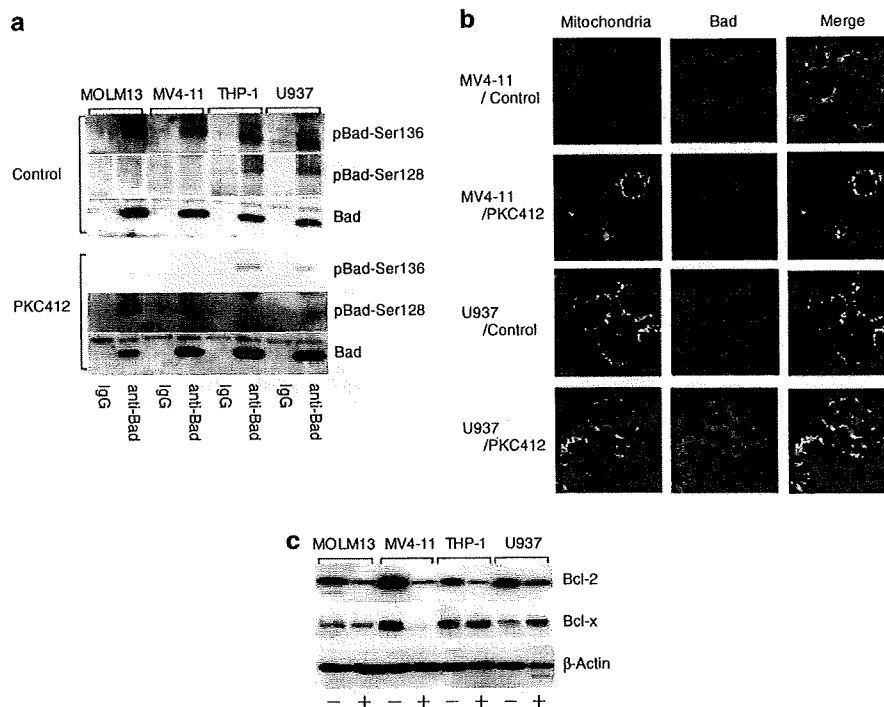 a
MOLM13 MV4-11 THP-1 U937
Control
pBad-Ser136
pBad-Ser128
Bad
PKC412
pBad-Ser136
pBad-Ser128
Bad
IgG anti-Bad IgG anti-Bad IgG anti-Bad IgG anti-Bad
b
Mitochondria Bad Merge
MV4-11
/ Control
MV4-11
/PKC412
U937
/Control
U937
/PKC412
c
MOLM13 MV4-11 THP-1 U937
Bcl-2
Bcl-x
β-Actin
− + − + − + − +